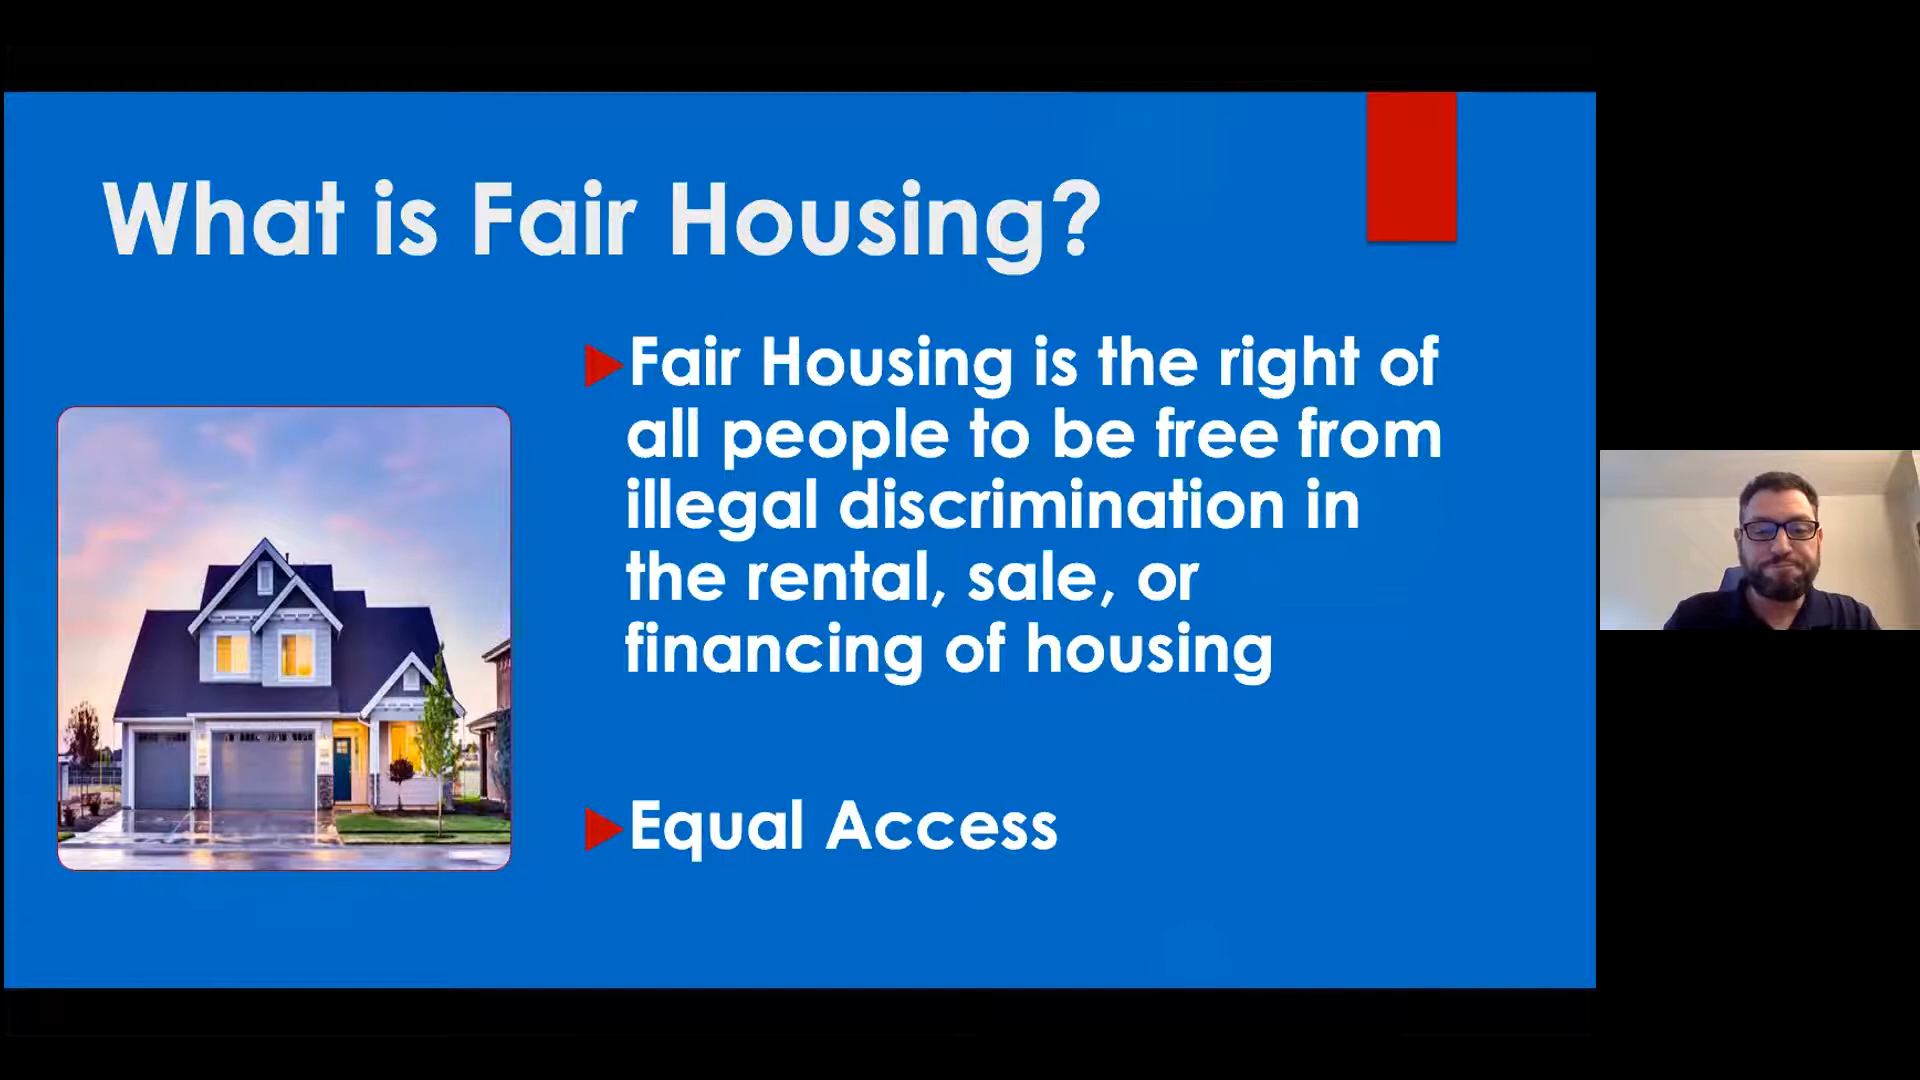 What is Fair Housing?
Fair Housing is the right of
all people to be free from
illegal discrimination in
the rental, sale, or
financing of housing
Equal Access